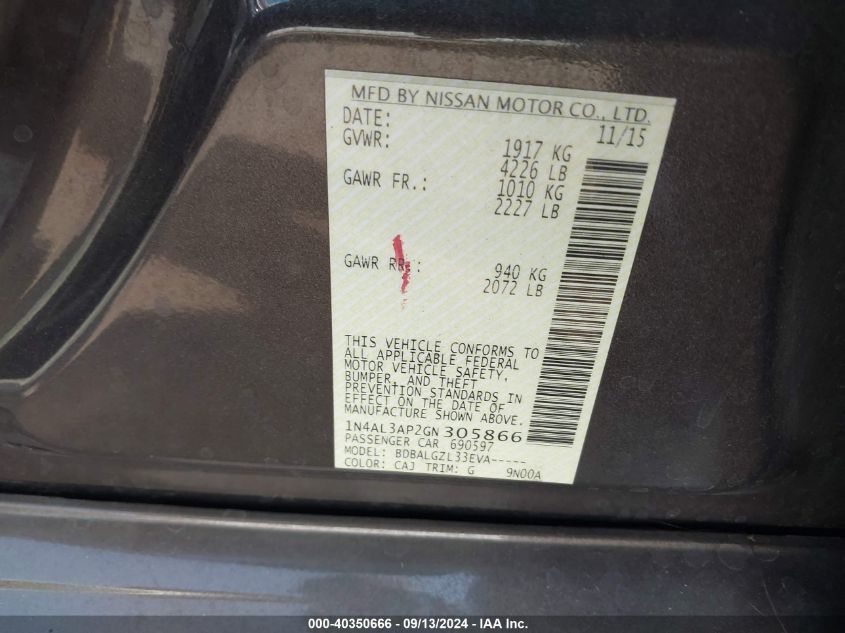 MFD BY NISSAN MOTOR CO., LTD.
DATE: 11/15
GVWR: 1917 KG
4226 LB
GAWR FR.: 1010 KG
2227 LB
GAWR RR.: 940 KG
2072 LB
THIS VEHICLE CONFORMS TO
ALL APPLICABLE FEDERAL
MOTOR VEHICLE SAFETY,
BUMPER, AND THEFT
PREVENTION STANDARDS IN
EFFECT ON THE DATE OF
MANUFACTURE SHOWN ABOVE.
1N4AL3AP2GN305866
PASSENGER CAR 690597
MODEL: BDBALGZL33EVA-----
COLOR: CAJ TRIM: G 9N00A
000-40350666 - 09/13/2024 - IAA Inc.